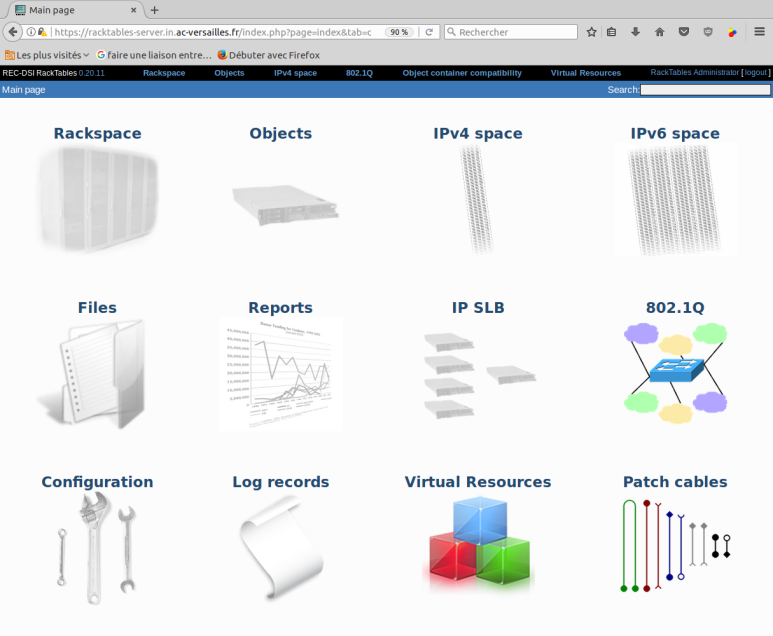 Main page
https://racktables-server.in.ac-versailles.fr/index.php?page=index&tab=c 90 % Rechercher
Les plus visités faire une liaison entre… Débuter avec Firefox
REC-DSI RackTables 0.20.11 Rackspace Objects IPv4 space 802.1Q Object container compatibility Virtual Resources RackTables Administrator [ logout ]
Main page Search:
Rackspace Objects IPv4 space IPv6 space
Files Reports IP SLB 802.1Q
Configuration Log records Virtual Resources Patch cables